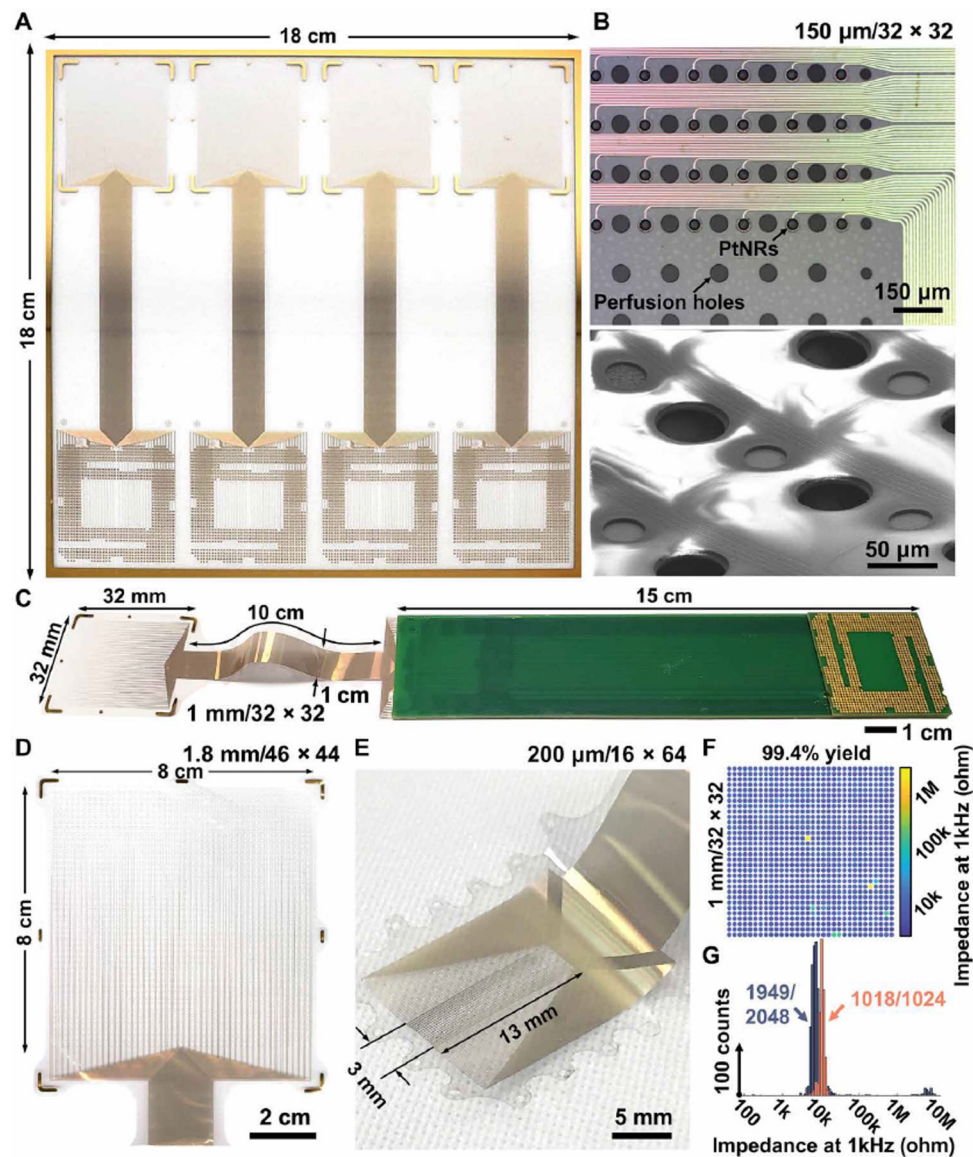 A
18 cm
18 cm
B
150 µm/32 × 32
PtNRs
Perfusion holes
150 µm
50 µm
C
32 mm
32 mm
10 cm
1 cm
15 cm
1 mm/32 × 32
1 cm
D
1.8 mm/46 × 44
8 cm
8 cm
2 cm
E
200 µm/16 × 64
13 mm
3 mm
5 mm
F
99.4% yield
1 mm/32 × 32
1M
100k
10k
Impedance at 1kHz (ohm)
G
1949/
2048
1018/1024
100 counts
100
1k
10k
100k
1M
10M
Impedance at 1kHz (ohm)